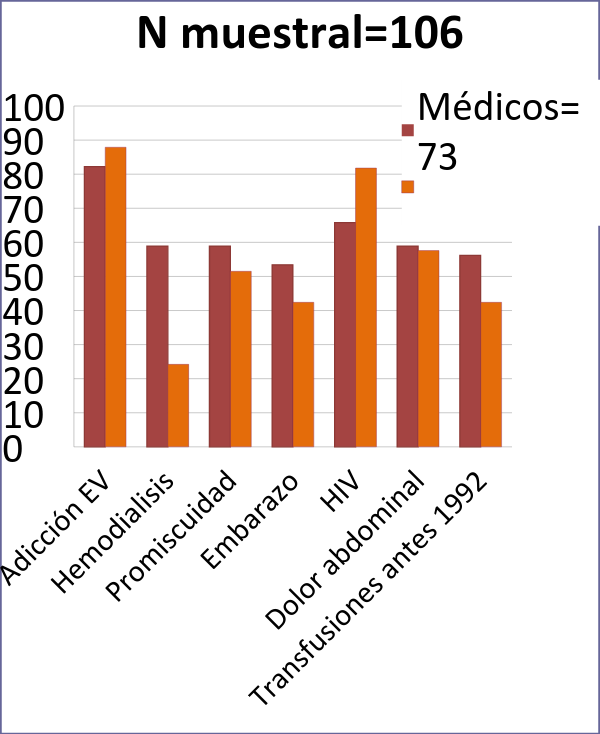 N muestral=106
Médicos=
73
100
90
80
70
60
50
40
30
20
10
0
Adicción EV
Hemodialisis
Promiscuidad
Embarazo
HIV
Dolor abdominal
Transfusiones antes 1992